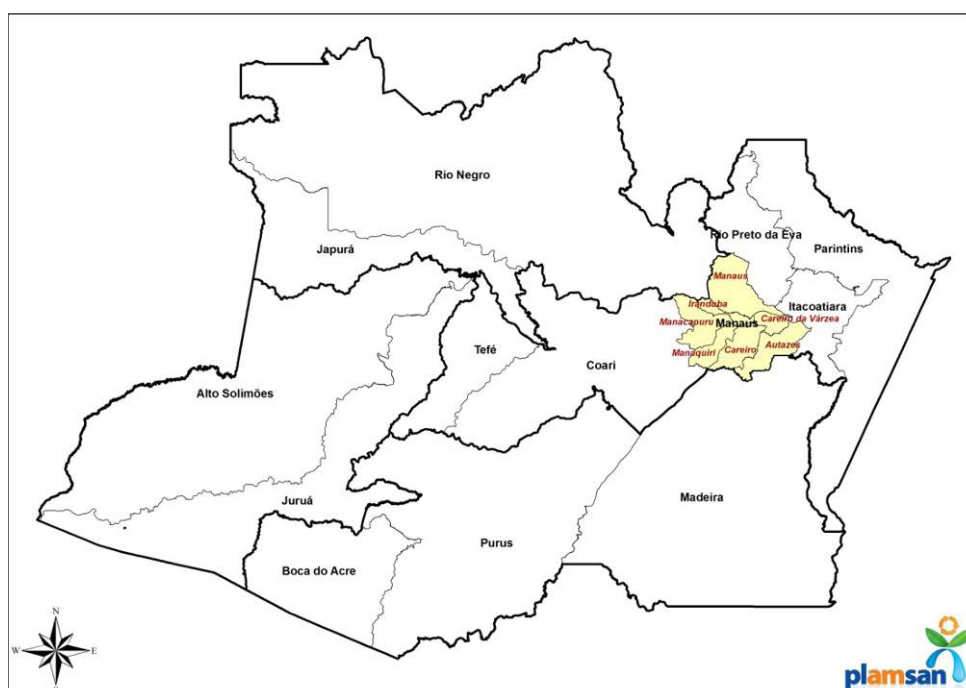 Rio Negro
Rio Preto da Eva
Parintins
Japurá
Manaus
Iranduba
Itacoatiara
Manacapuru
Manaus
Careiro da Várzea
Tefé
Manaquiri
Careiro
Autazes
Coari
Alto Solimões
Juruá
Madeira
Purus
Boca do Acre
N
W
E
plamsan